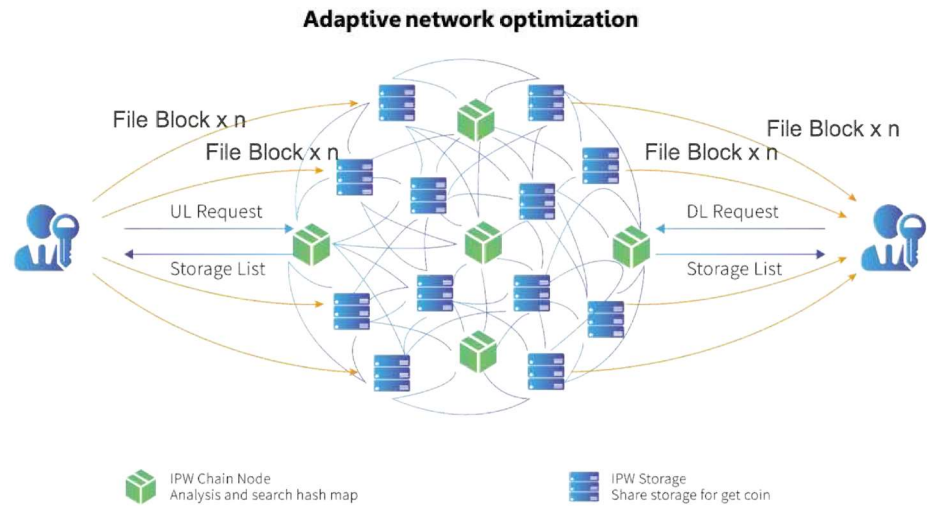 Adaptive network optimization
File Block x n
File Block x n
File Block x n
File Block x n
UL Request
Storage List
DL Request
Storage List
IPW Chain Node
Analysis and search hash map
IPW Storage
Share storage for get coin